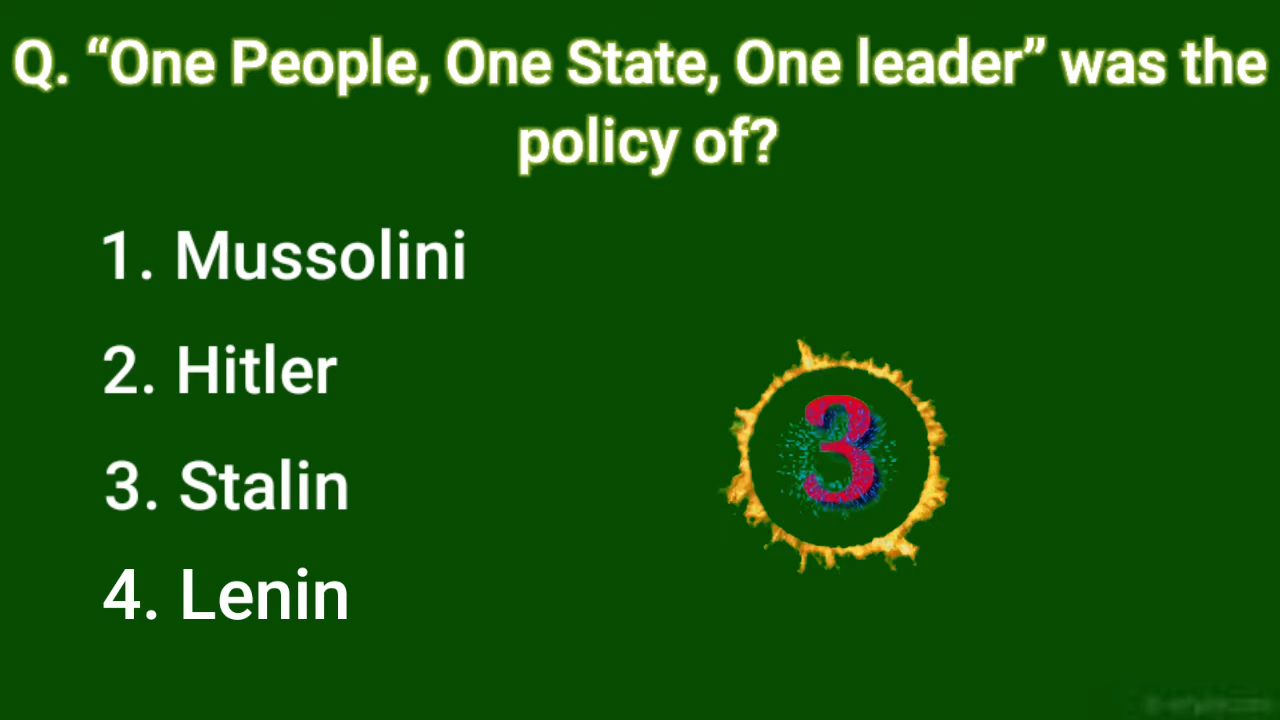 Q. “One People, One State, One leader” was the
policy of?
1. Mussolini
2. Hitler
3. Stalin
4. Lenin
3